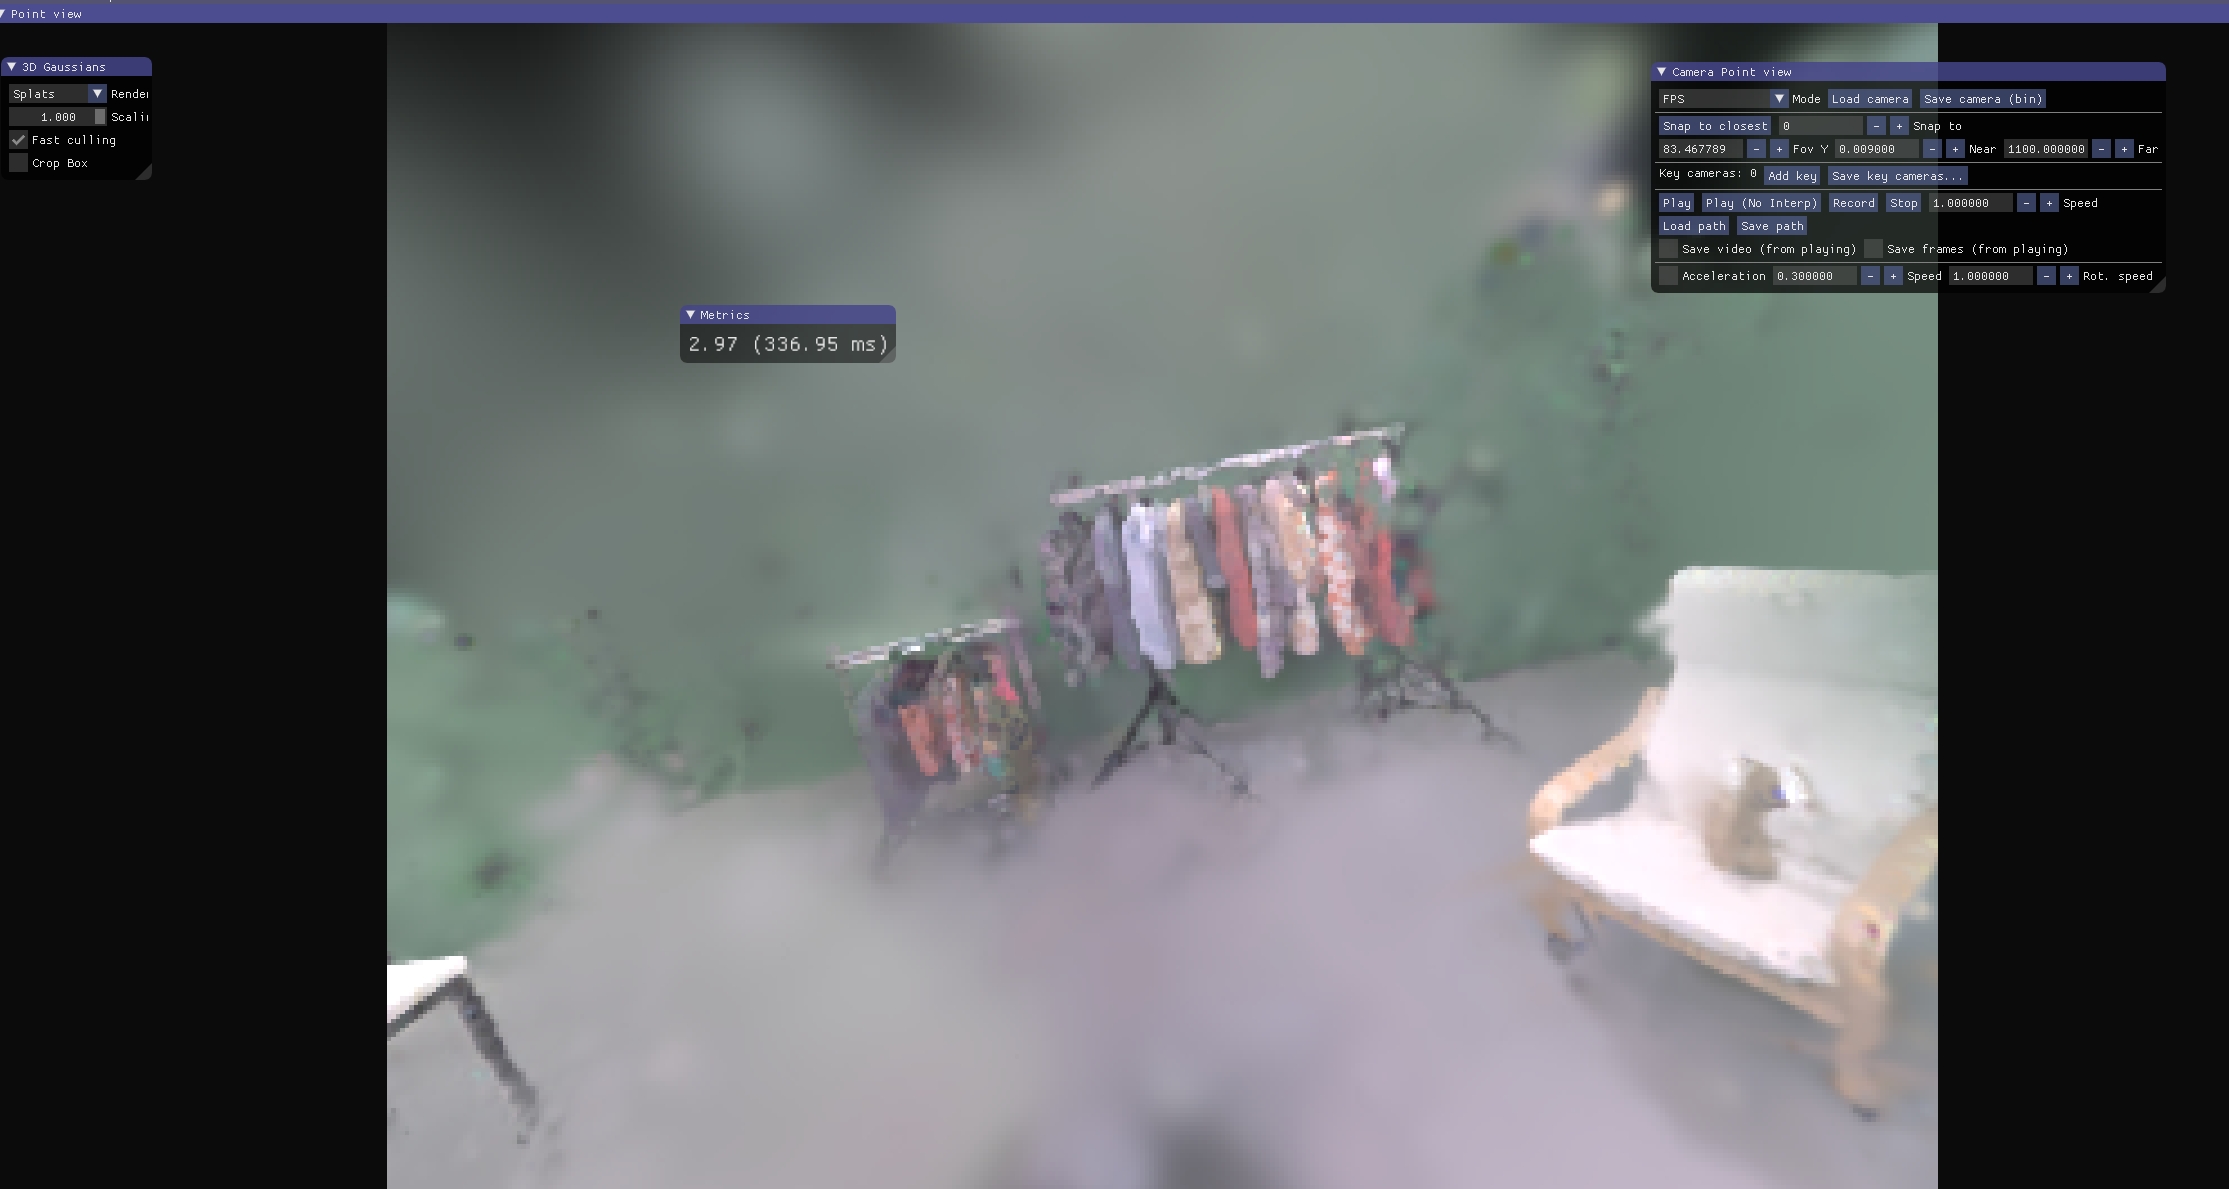 Point view
3D Gaussians
Splats
1.000
Fast culling
Crop Box
Metrics
2.97 (336.95 ms)
Camera Point view
FPS Mode Load camera Save camera (bin)
Snap to closest 0 - + Snap to
83.467789 - + Fov Y 0.009000 - + Near 1100.000000 - + Far
Key cameras: 0 Add key Save key cameras...
Play Play (No Interp) Record Stop 1.000000 - + Speed
Load path Save path
Save video (from playing) Save frames (from playing)
Acceleration 0.300000 - + Speed 1.000000 - + Rot. speed